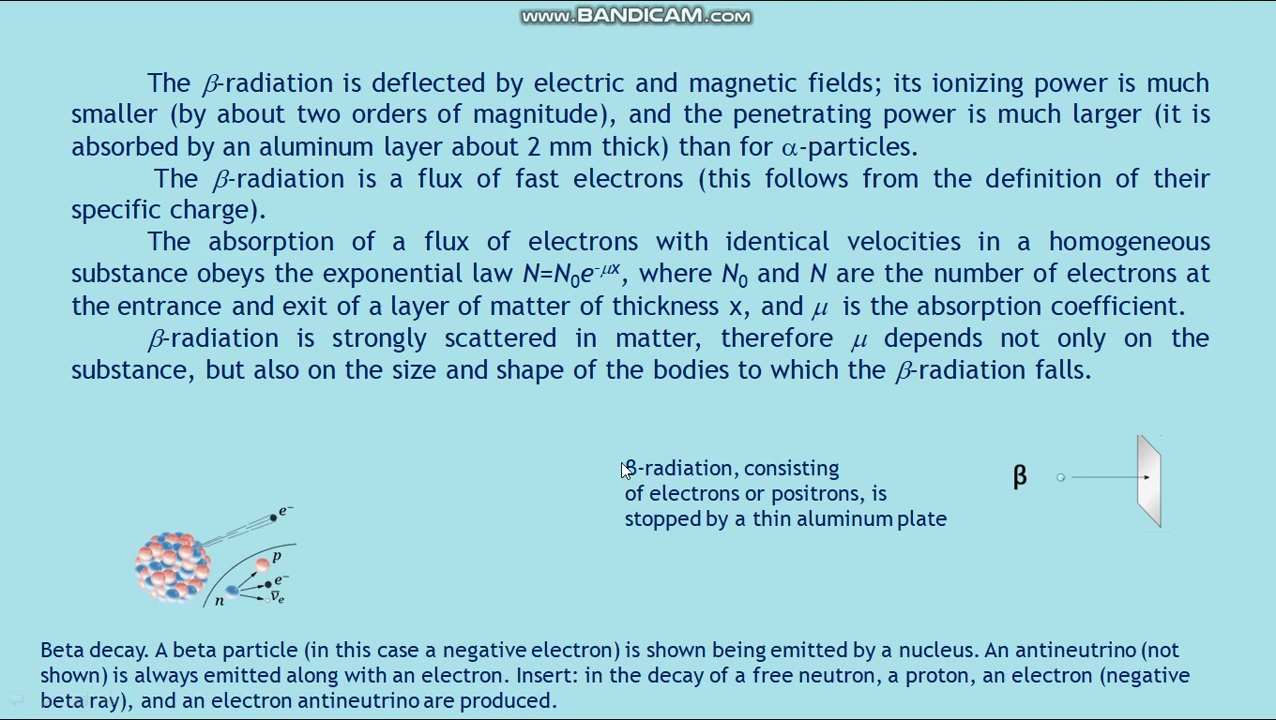 www.BANDICAM.com
The β-radiation is deflected by electric and magnetic fields; its ionizing power is much
smaller (by about two orders of magnitude), and the penetrating power is much larger (it is
absorbed by an aluminum layer about 2 mm thick) than for α-particles.
The β-radiation is a flux of fast electrons (this follows from the definition of their
specific charge).
The absorption of a flux of electrons with identical velocities in a homogeneous
substance obeys the exponential law N=N₀e^-μx, where N₀ and N are the number of electrons at
the entrance and exit of a layer of matter of thickness x, and μ is the absorption coefficient.
β-radiation is strongly scattered in matter, therefore μ depends not only on the
substance, but also on the size and shape of the bodies to which the β-radiation falls.
β-radiation, consisting
of electrons or positrons, is
stopped by a thin aluminum plate
β
e⁻
p
e⁻
n
ν̅e
Beta decay. A beta particle (in this case a negative electron) is shown being emitted by a nucleus. An antineutrino (not
shown) is always emitted along with an electron. Insert: in the decay of a free neutron, a proton, an electron (negative
beta ray), and an electron antineutrino are produced.